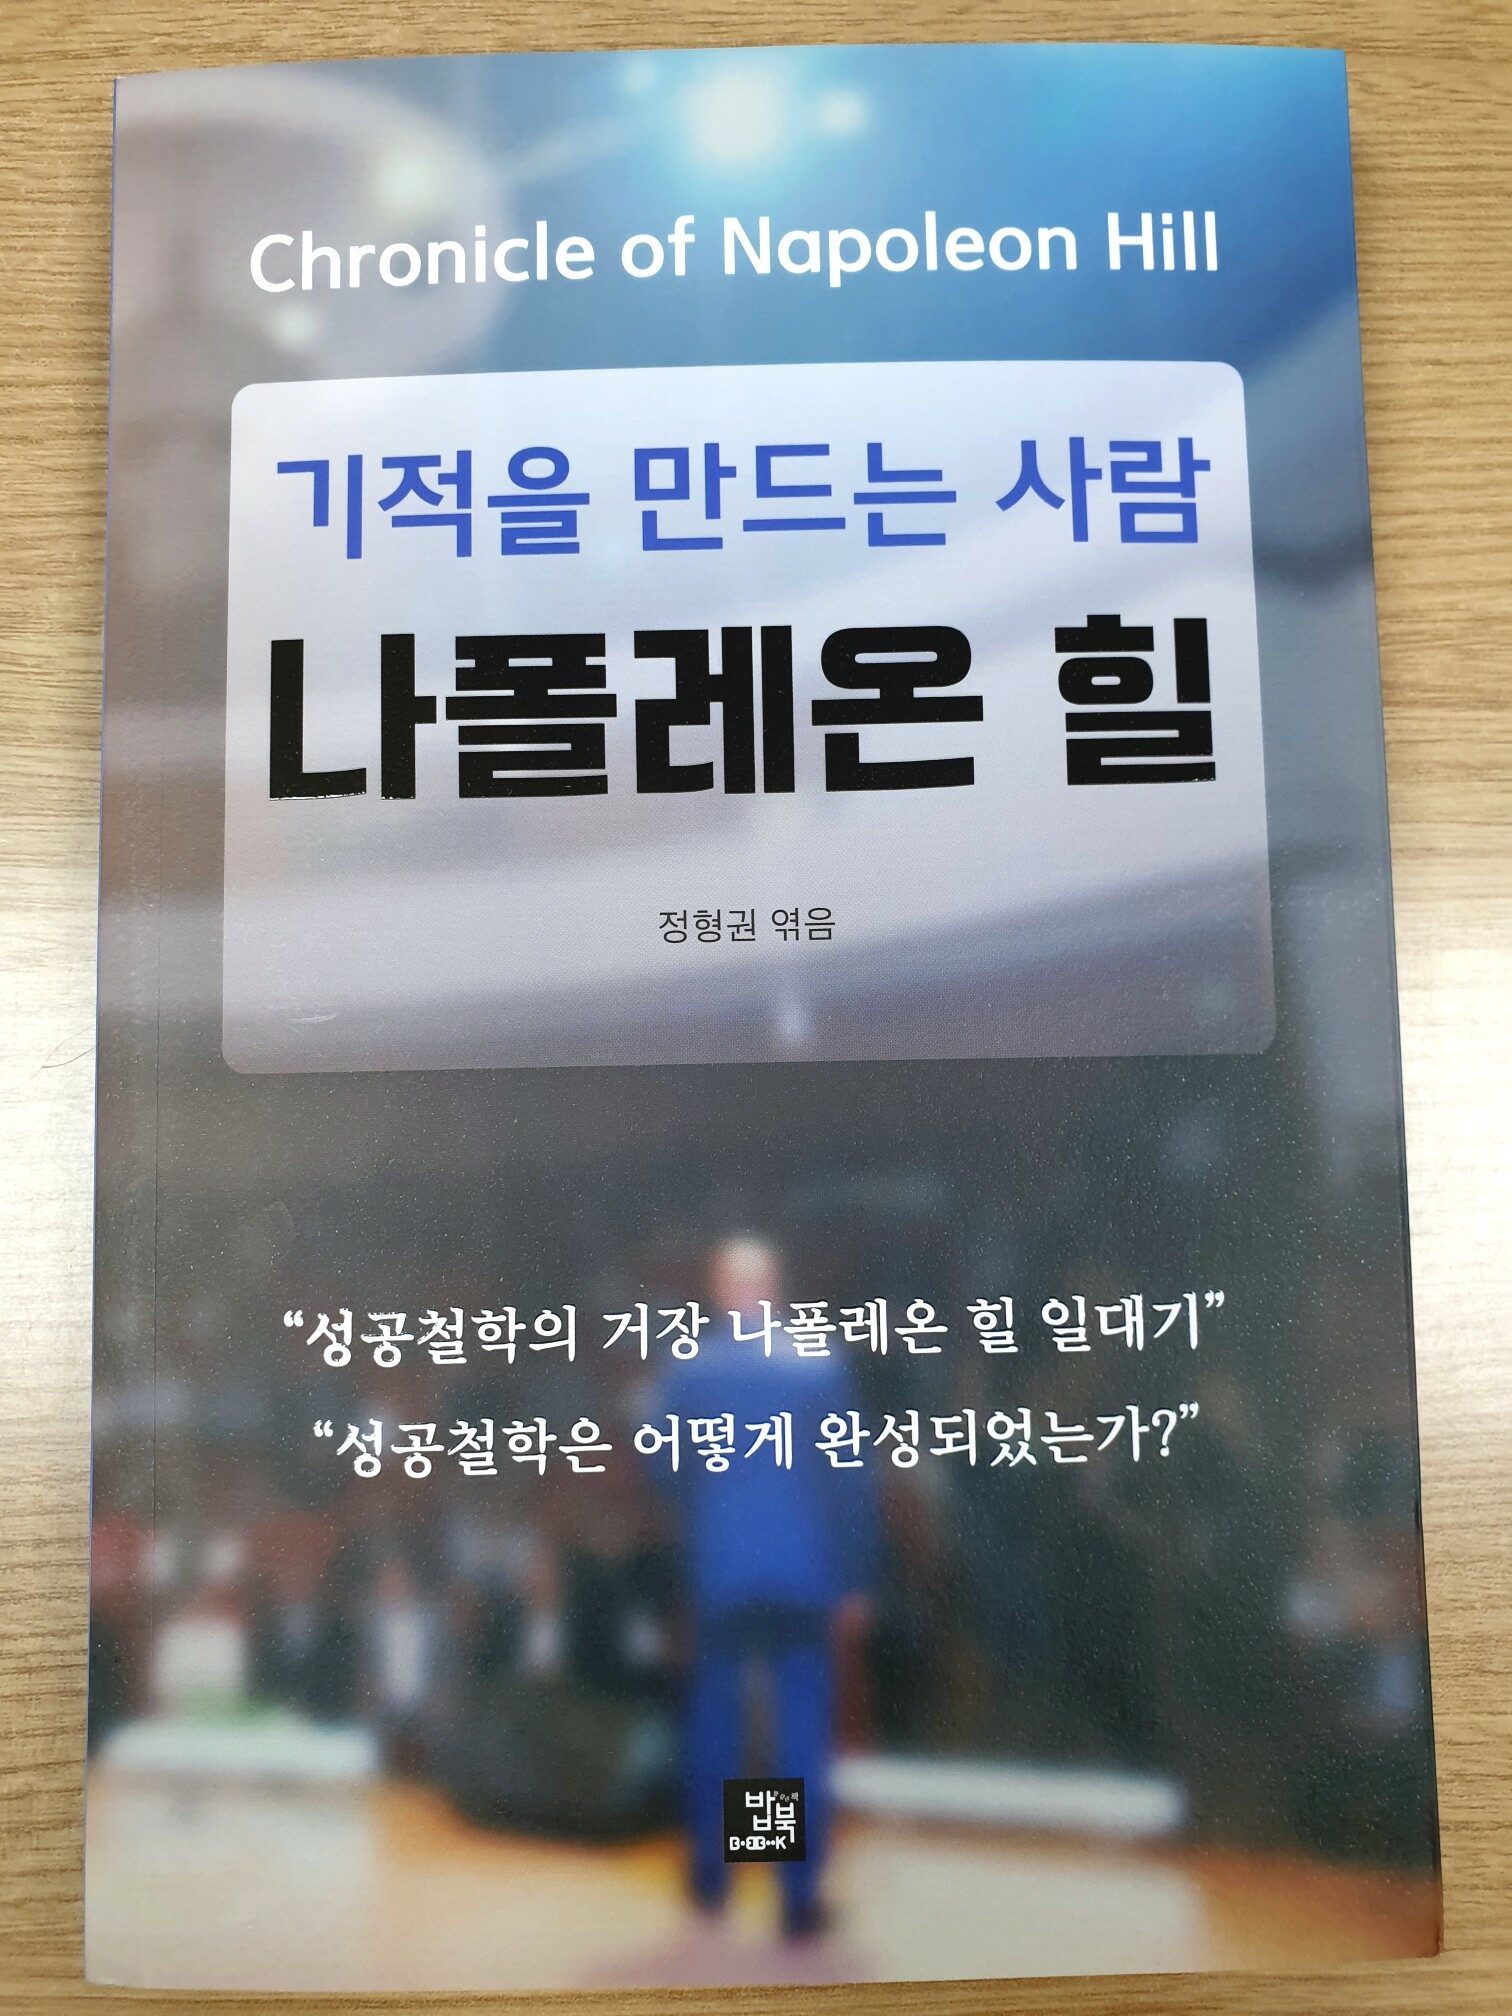 Chronicle of Napoleon Hill
기적을 만드는 사람
나폴레온 힐
정형권 엮음
“성공철학의 거장 나폴레온 힐 일대기”
“성공철학은 어떻게 완성되었는가?”
밥북